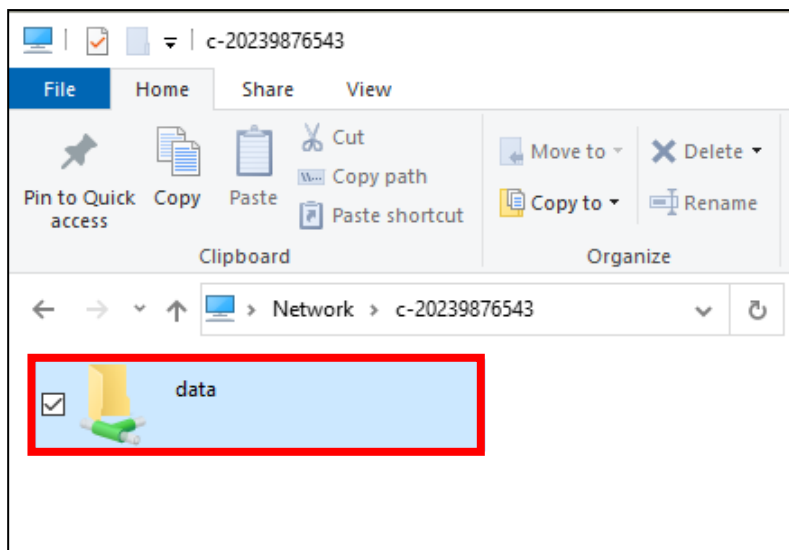 c-20239876543
File Home Share View
Pin to Quick access
Copy
Paste
Cut
Copy path
Paste shortcut
Clipboard
Move to
Copy to
Delete
Rename
Organize
Network > c-20239876543
data